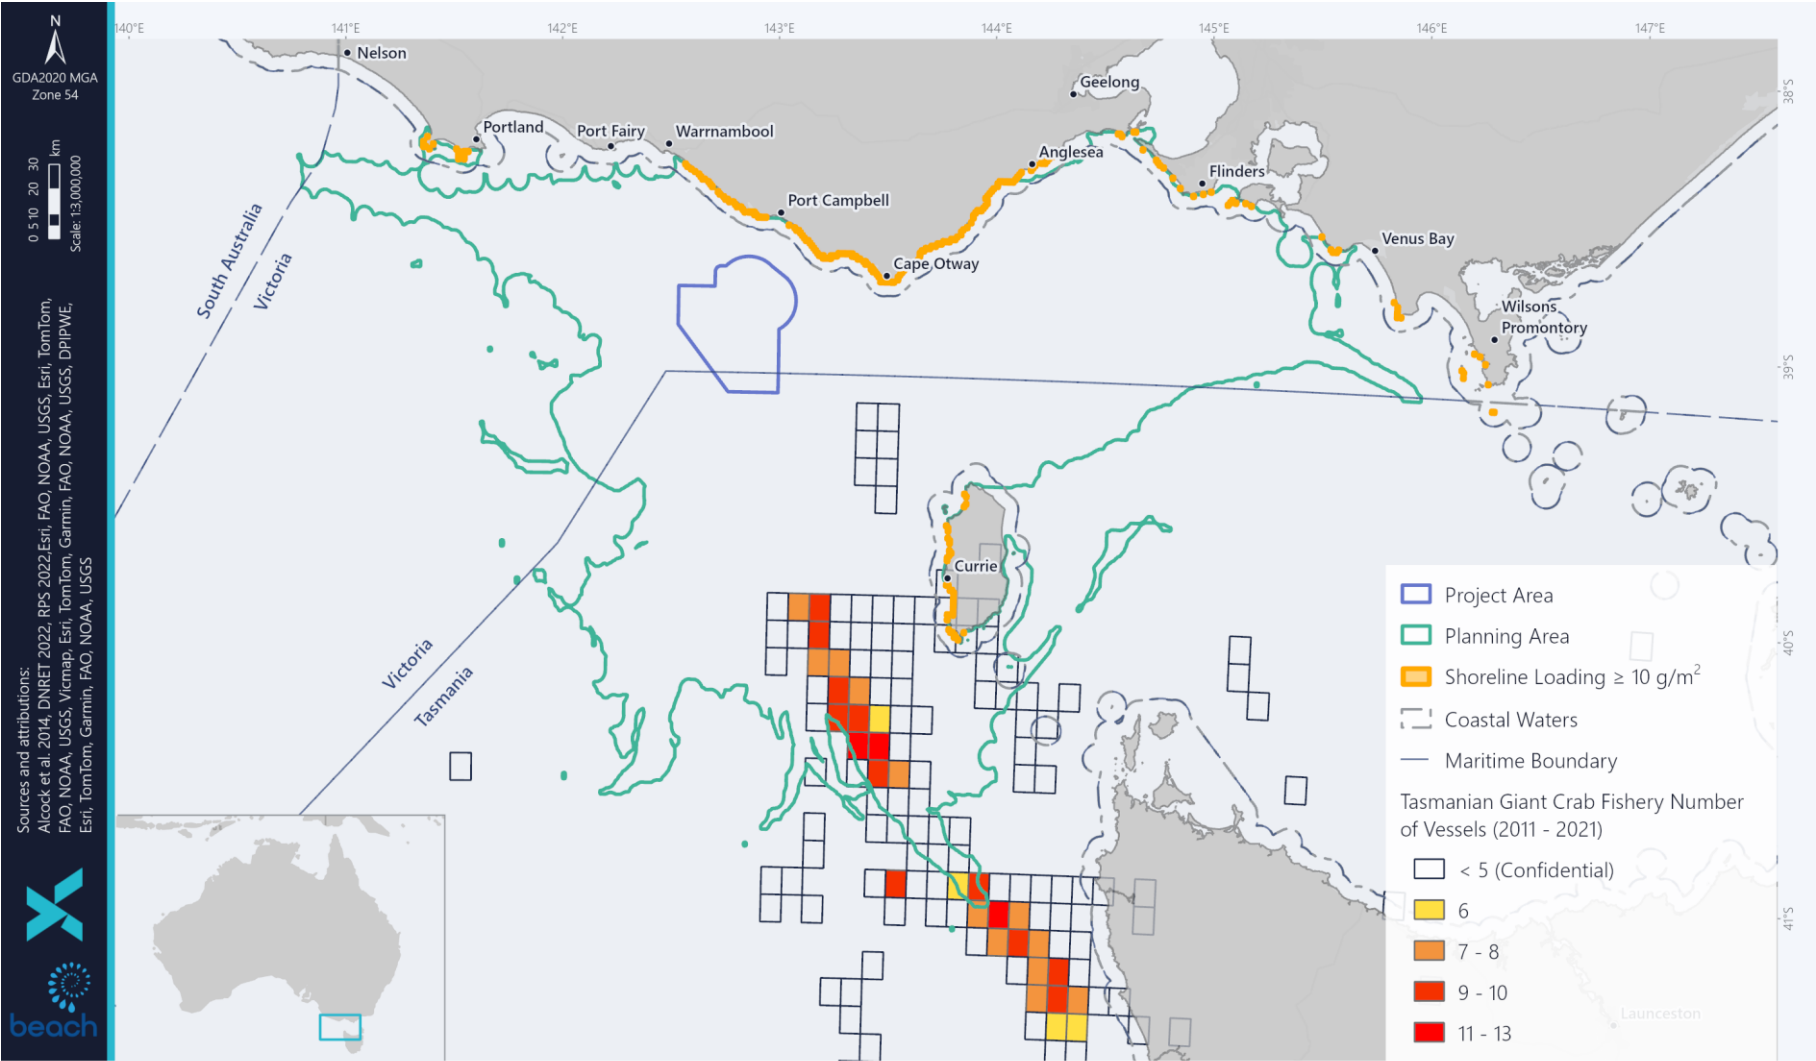 N
GDA2020 MGA
Zone 54
0 5 10 20 30 km
Scale: 1:3,000,000
Sources and attributions:
Alcock et al. 2014, DNRET 2022, RPS 2022,Esri, FAO, NOAA, USGS, Esri, TomTom,
FAO, NOAA, USGS, Vicmap, Esri, TomTom, Garmin, FAO, NOAA, USGS, DPIPWE,
Esri, TomTom, Garmin, FAO, NOAA, USGS
beach
140°E
141°E
142°E
143°E
144°E
145°E
146°E
147°E
38°S
39°S
40°S
41°S
Nelson
Portland
Port Fairy
Warrnambool
Port Campbell
Cape Otway
Anglesea
Geelong
Flinders
Venus Bay
Wilsons
Promontory
Currie
South Australia
Victoria
Victoria
Tasmania
Project Area
Planning Area
Shoreline Loading ≥ 10 g/m²
Coastal Waters
Maritime Boundary
Tasmanian Giant Crab Fishery Number
of Vessels (2011 - 2021)
< 5 (Confidential)
6
7 - 8
9 - 10
11 - 13
Launceston